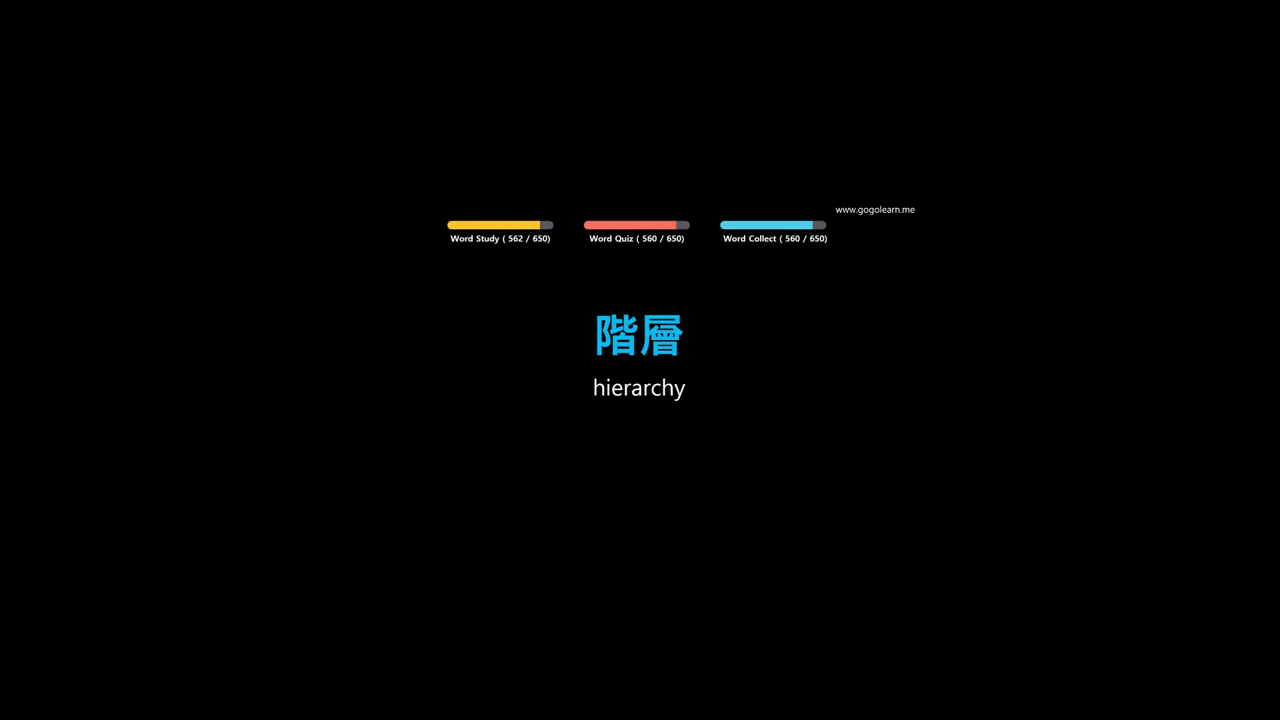 www.gogolearn.me
Word Study ( 562 / 650)
Word Quiz ( 560 / 650)
Word Collect ( 560 / 650)
階層
hierarchy